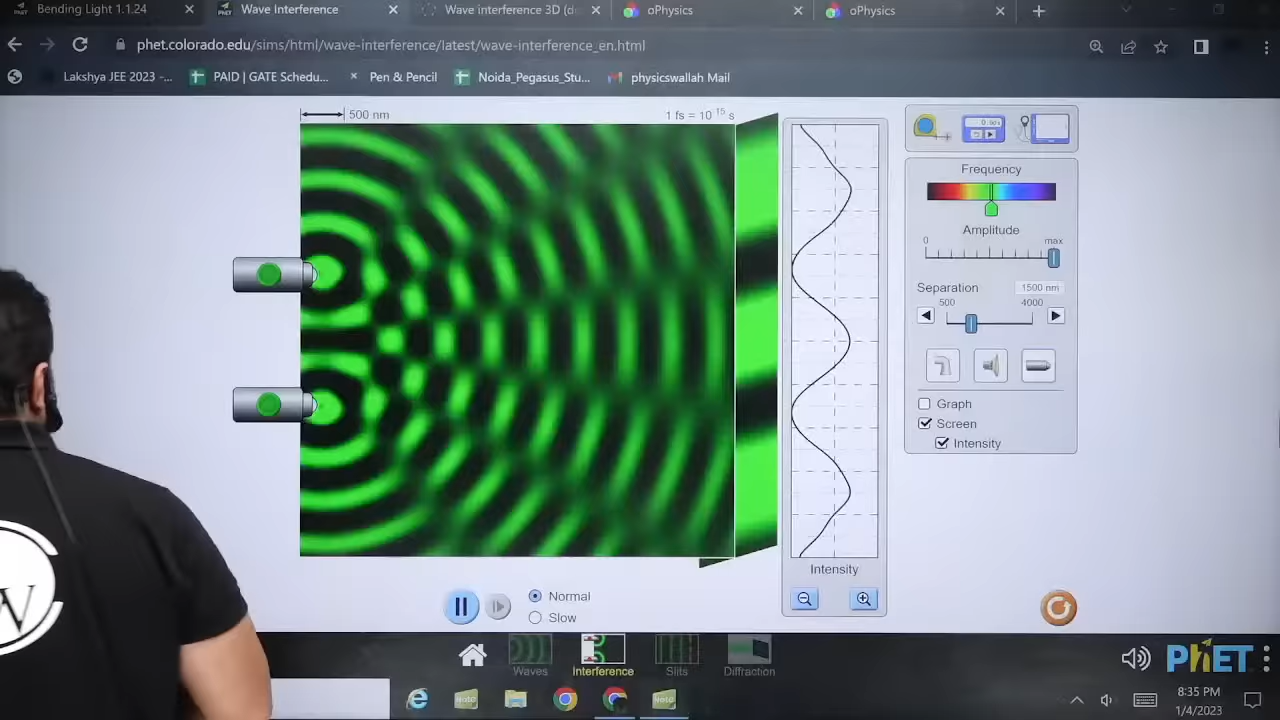 Bending Light 1.1.24
Wave Interference
Wave interference 3D (d
oPhysics
oPhysics
phet.colorado.edu/sims/html/wave-interference/latest/wave-interference_en.html
Lakshya JEE 2023 -...
PAID | GATE Schedu...
Pen & Pencil
Noida_Pegasus_Stu...
physicswallah Mail
500 nm
1 fs = 10 15 s
Frequency
Amplitude
0
max
Separation
1500 nm
500
4000
Graph
Screen
Intensity
Intensity
Normal
Slow
Waves
Interference
Slits
Diffraction
PhET
W
8:35 PM
1/4/2023